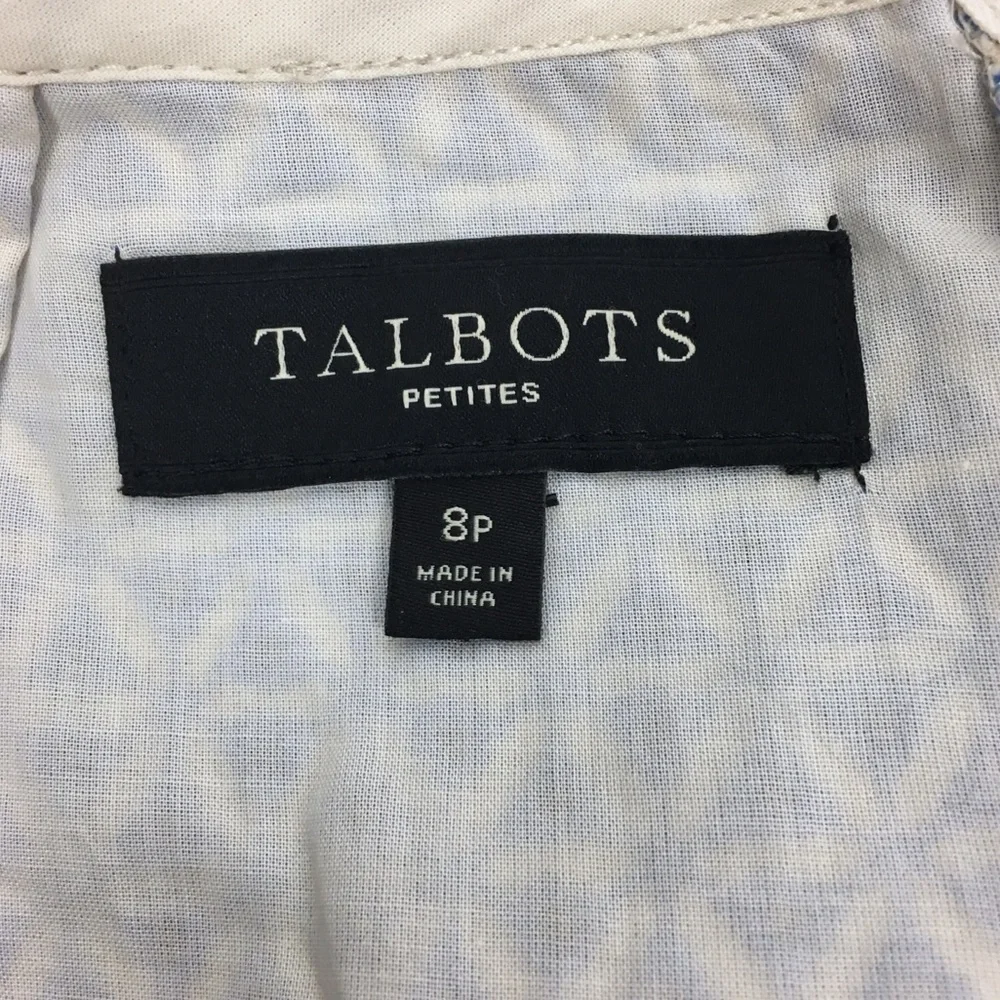 TALBOTS
PETITES
8P
MADE IN
CHINA